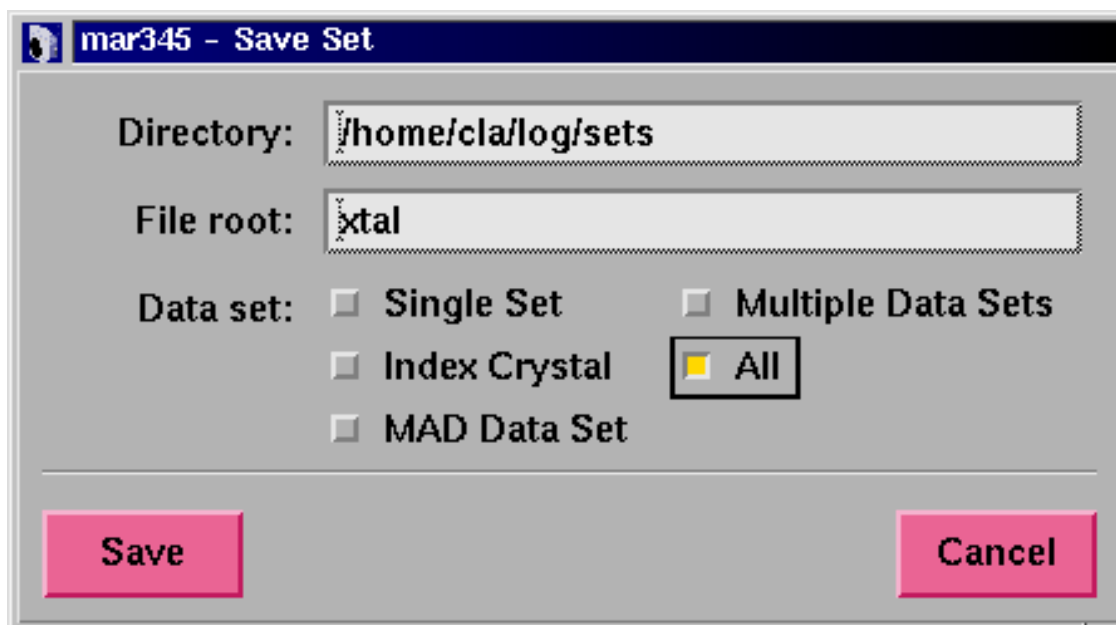 mar345 - Save Set
Directory: /home/cla/log/sets
File root: xtal
Data set: Single Set Multiple Data Sets
Index Crystal All
MAD Data Set
Save Cancel